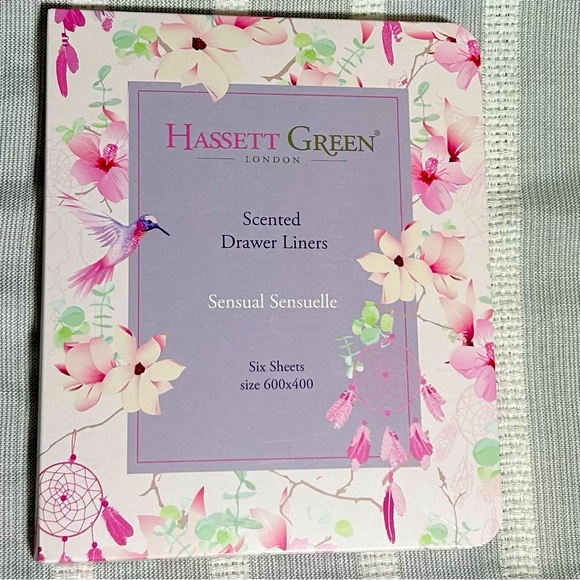 HASSETT GREEN®
LONDON
Scented
Drawer Liners
Sensual Sensuelle
Six Sheets
size 600x400